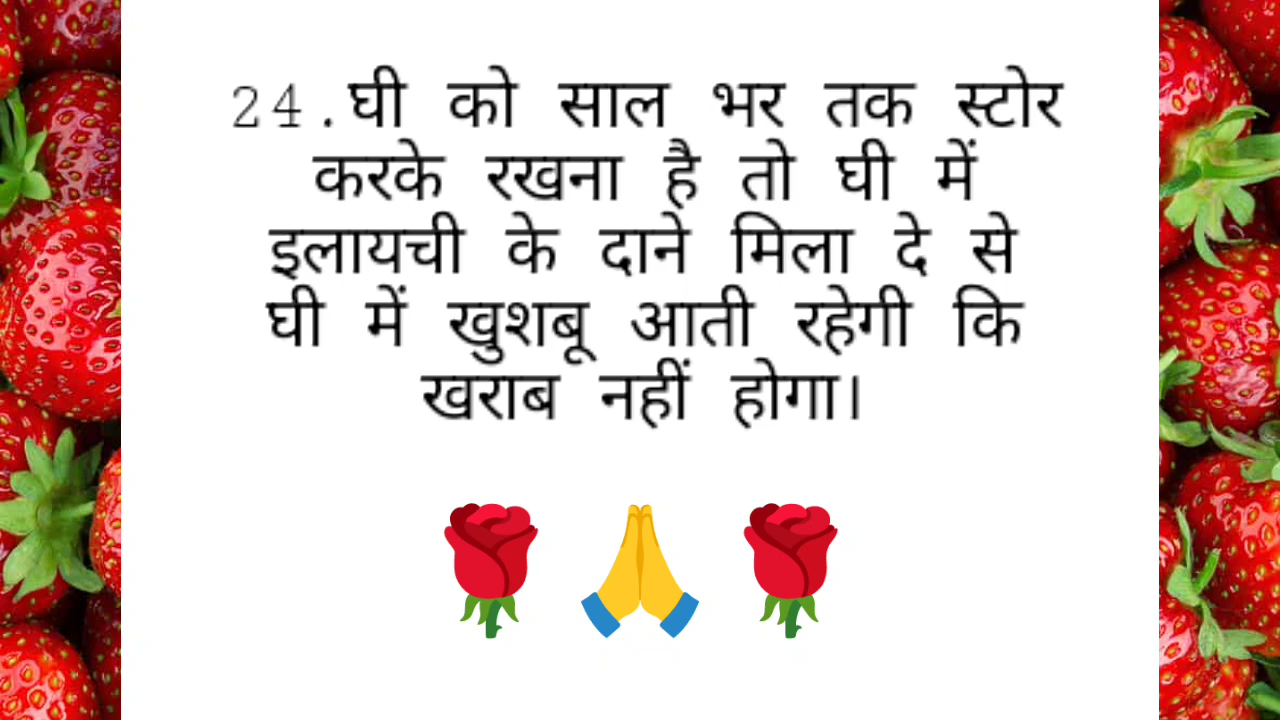 24.घी को साल भर तक स्टोर
करके रखना है तो घी में
इलायची के दाने मिला दे से
घी में खुशबू आती रहेगी कि
खराब नहीं होगा।